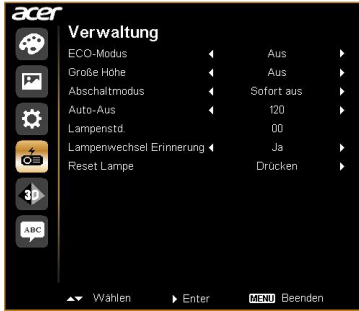 acer
Verwaltung
ECO-Modus Aus
Große Höhe Aus
Abschaltmodus Sofort aus
Auto-Aus 120
Lampenstd. 00
Lampenwechsel Erinnerung Ja
Reset Lampe Drücken
3D
ABC
Wählen Enter MENU Beenden